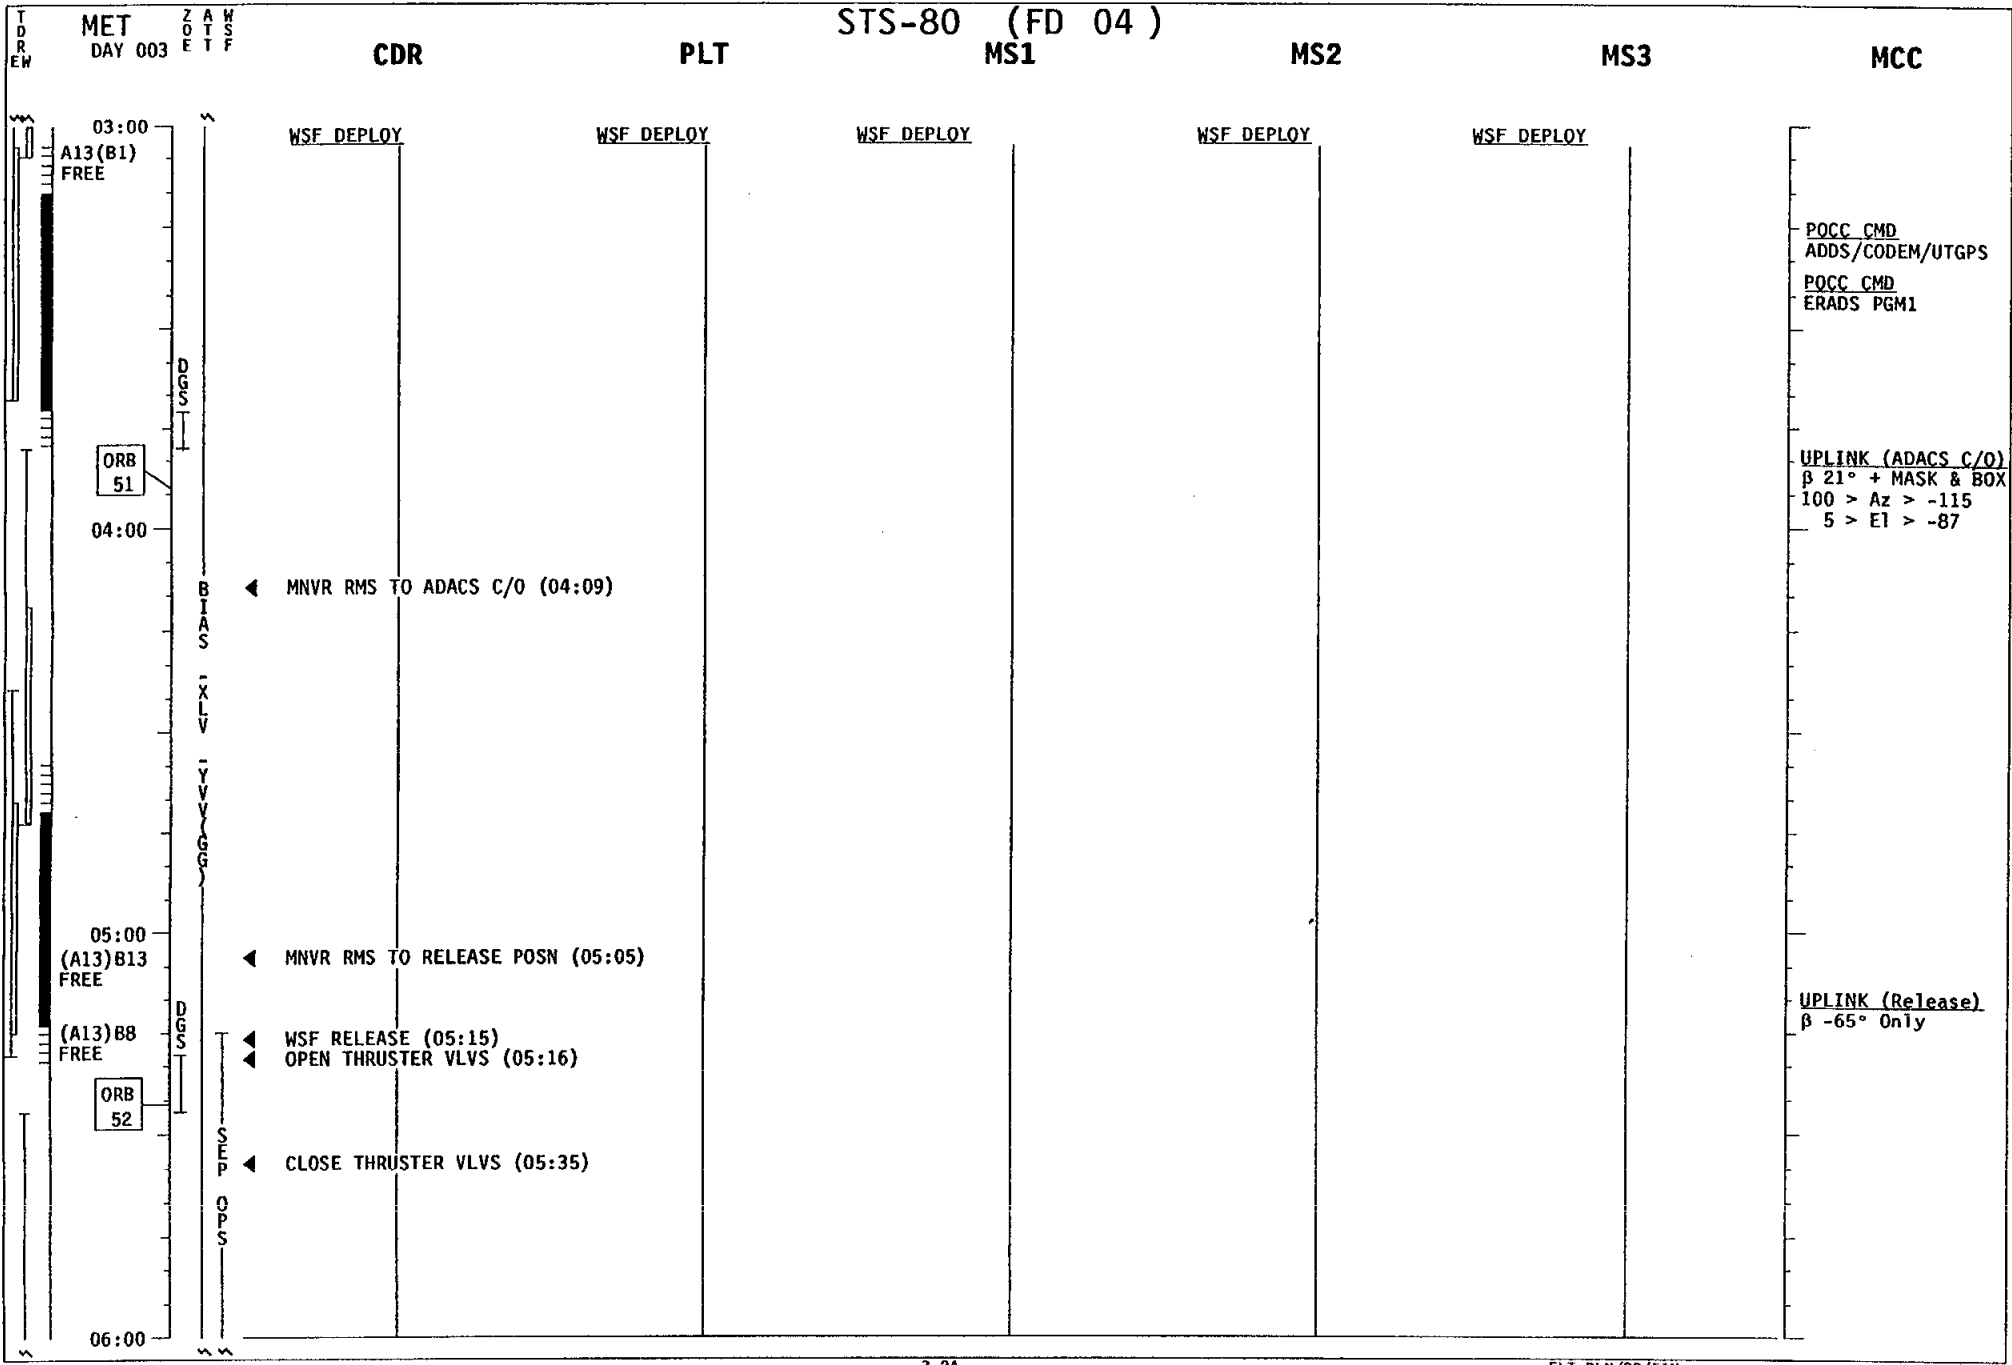 STS-80 (FD 04 )
TDRE W
MET
DAY 003
ZOE
ATT
WSF
CDR
PLT
MS1
MS2
MS3
MCC
03:00
WSF DEPLOY
WSF DEPLOY
WSF DEPLOY
WSF DEPLOY
WSF DEPLOY
A13(B1)
FREE
POCC CMD
ADDS/CODEM/UTGPS
POCC CMD
ERADS PGM1
DGS
ORB
51
UPLINK (ADACS C/O)
β 21° + MASK & BOX
100 > Az > -115
5 > El > -87
04:00
MNVR RMS TO ADACS C/O (04:09)
BIAS -XLV -YVV(GG)
05:00
(A13)B13
FREE
MNVR RMS TO RELEASE POSN (05:05)
DGS
UPLINK (Release)
β -65° Only
(A13)B8
FREE
WSF RELEASE (05:15)
OPEN THRUSTER VLVS (05:16)
ORB
52
SEP OPS
CLOSE THRUSTER VLVS (05:35)
06:00